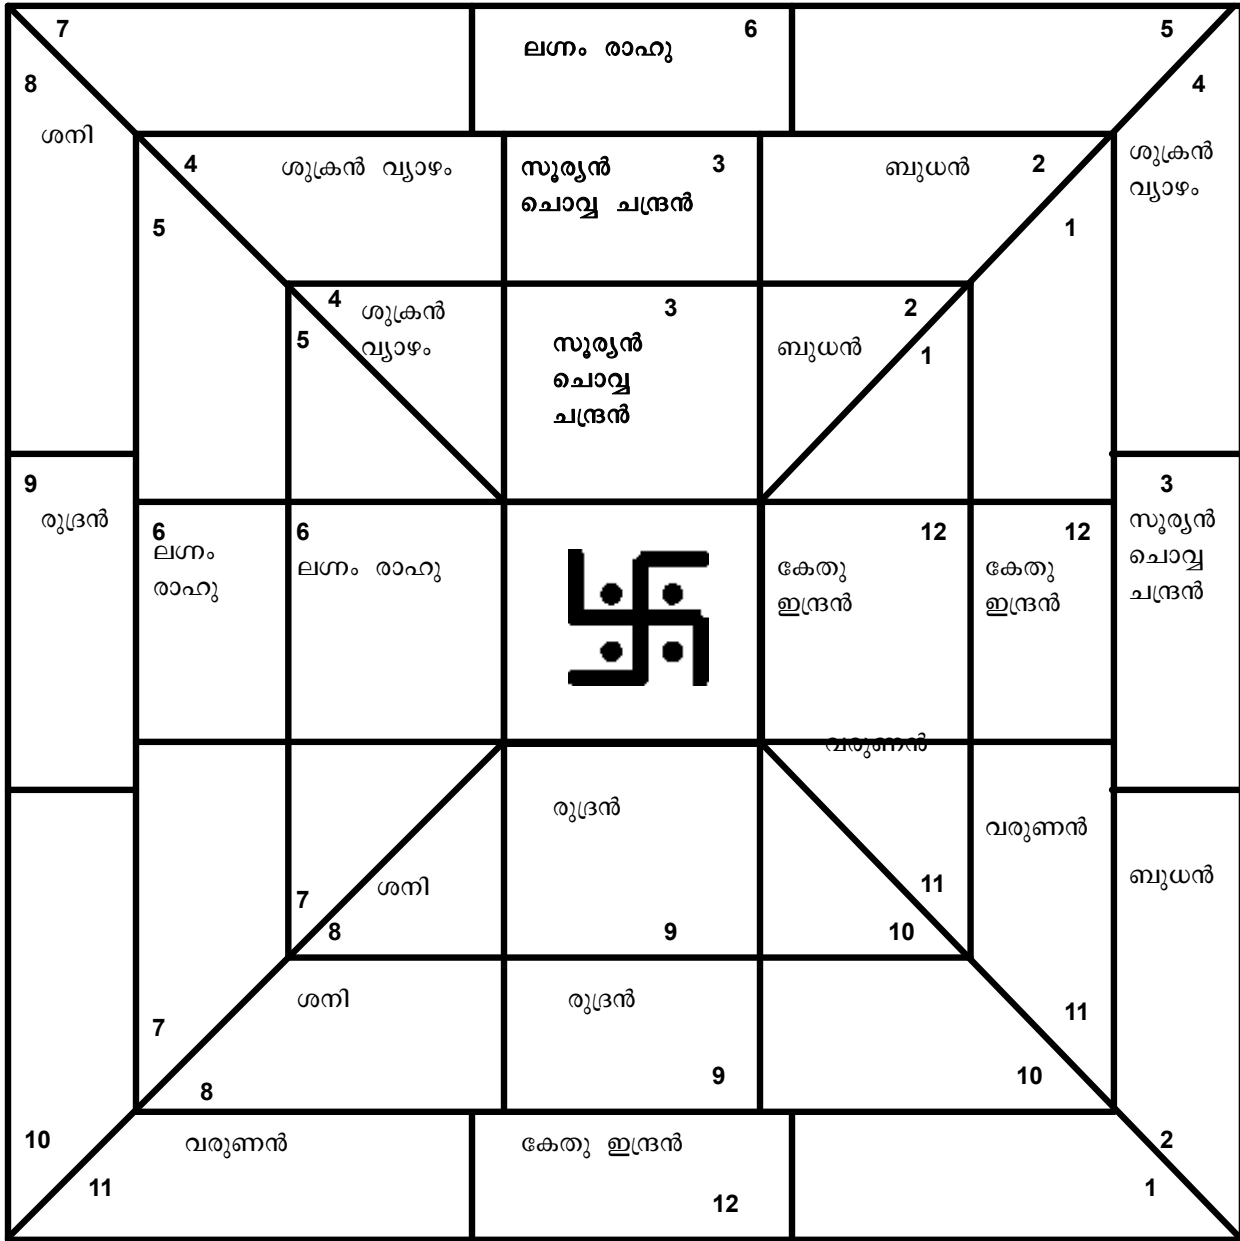 7
ലഗ്നം രാഹു 6
5
8
4
ശനി
4 ശുക്രൻ വ്യാഴം
സൂര്യൻ 3
ചൊവ്വ ചന്ദ്രൻ
ബുധൻ 2
ശുക്രൻ
വ്യാഴം
5
1
4 ശുക്രൻ
വ്യാഴം
5
3
സൂര്യൻ
ചൊവ്വ
ചന്ദ്രൻ
2
ബുധൻ
1
9
രുദ്രൻ
6
ലഗ്നം
രാഹു
6
ലഗ്നം രാഹു
12
കേതു
ഇന്ദ്രൻ
12
കേതു
ഇന്ദ്രൻ
3
സൂര്യൻ
ചൊവ്വ
ചന്ദ്രൻ
വരുണൻ
രുദ്രൻ
വരുണൻ
ശനി
7
8
9
10
11
ബുധൻ
ശനി
രുദ്രൻ
7
8
9
10
11
10
വരുണൻ
കേതു ഇന്ദ്രൻ
2
11
12
1